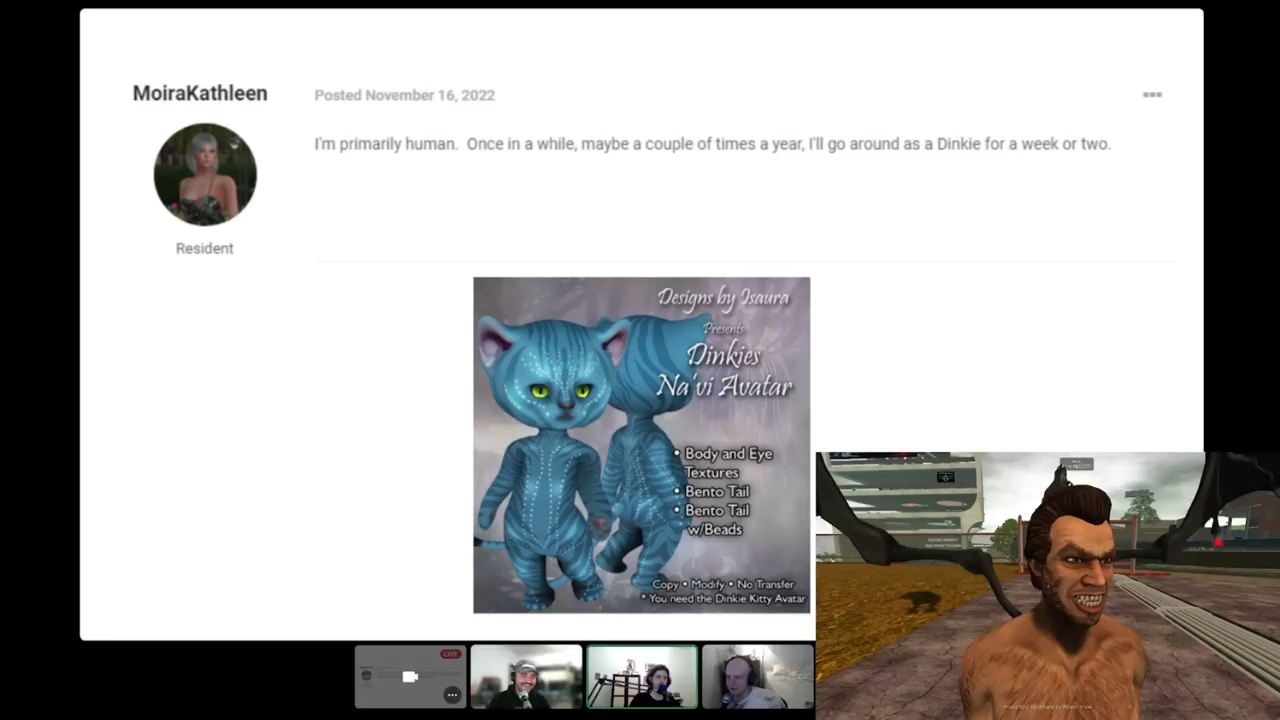 MoiraKathleen
Posted November 16, 2022
I'm primarily human.  Once in a while, maybe a couple of times a year, I'll go around as a Dinkie for a week or two.
Resident
Designs by Isaura
Presents
Dinkies
Na'vi Avatar
• Body and Eye
Textures
• Bento Tail
• Bento Tail
w/Beads
Copy • Modify • No Transfer
* You need the Dinkie Kitty Avatar
LIVE